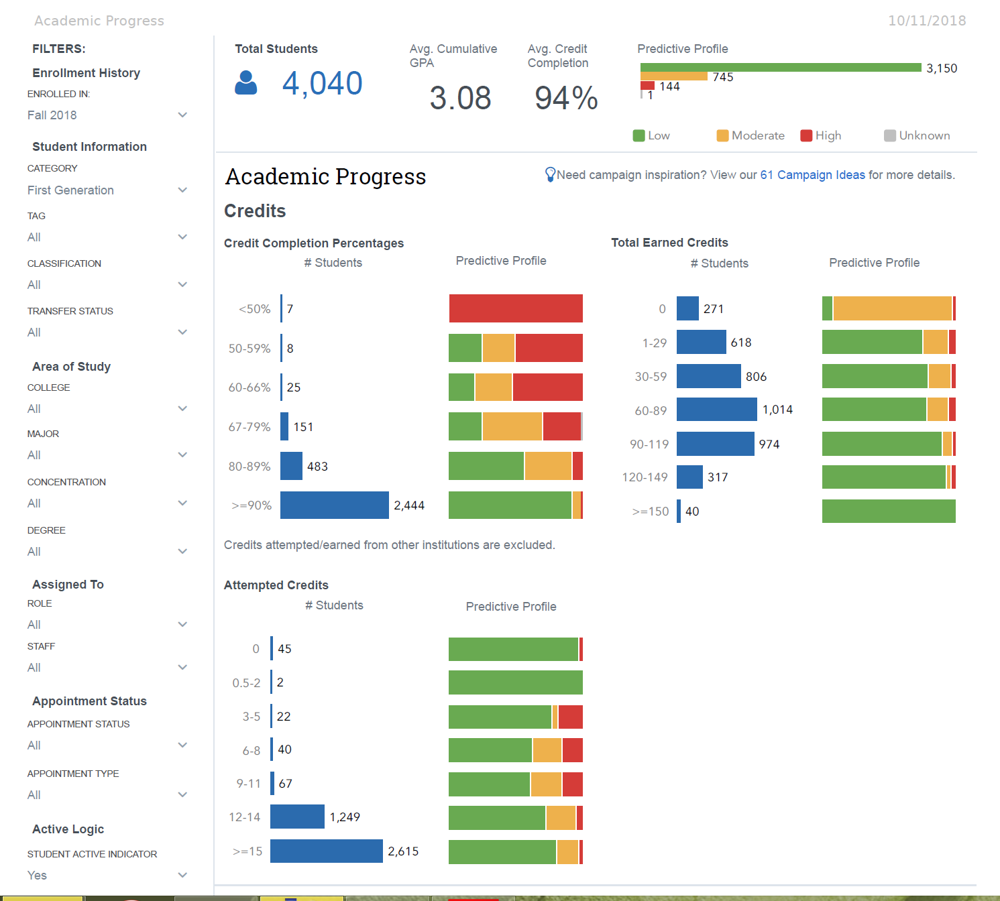 Academic Progress
10/11/2018
FILTERS:
Enrollment History
ENROLLED IN:
Fall 2018
Student Information
CATEGORY
First Generation
TAG
All
CLASSIFICATION
All
TRANSFER STATUS
All
Area of Study
COLLEGE
All
MAJOR
All
CONCENTRATION
All
DEGREE
All
Assigned To
ROLE
All
STAFF
All
Appointment Status
APPOINTMENT STATUS
All
APPOINTMENT TYPE
All
Active Logic
STUDENT ACTIVE INDICATOR
Yes
Total Students
4,040
Avg. Cumulative
GPA
3.08
Avg. Credit
Completion
94%
Predictive Profile
3,150
745
144
1
Low Moderate High Unknown
Academic Progress
Need campaign inspiration? View our 61 Campaign Ideas for more details.
Credits
Credit Completion Percentages
# Students Predictive Profile
<50% 7
50-59% 8
60-66% 25
67-79% 151
80-89% 483
>=90% 2,444
Credits attempted/earned from other institutions are excluded.
Total Earned Credits
# Students Predictive Profile
0 271
1-29 618
30-59 806
60-89 1,014
90-119 974
120-149 317
>=150 40
Attempted Credits
# Students Predictive Profile
0 45
0.5-2 2
3-5 22
6-8 40
9-11 67
12-14 1,249
>=15 2,615